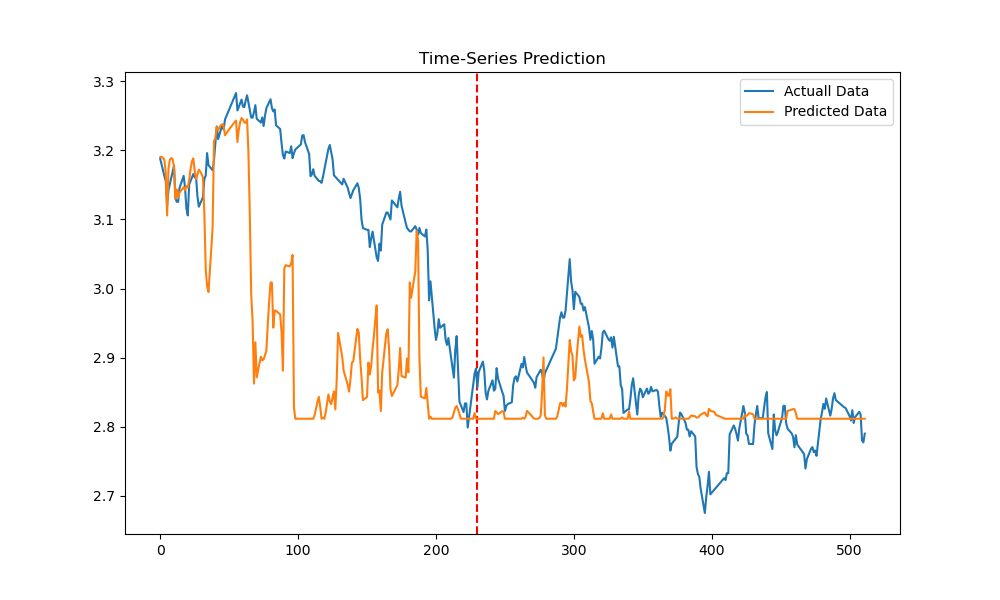 Time-Series Prediction
Actuall Data
Predicted Data
3.3
3.2
3.1
3.0
2.9
2.8
2.7
0 100 200 300 400 500